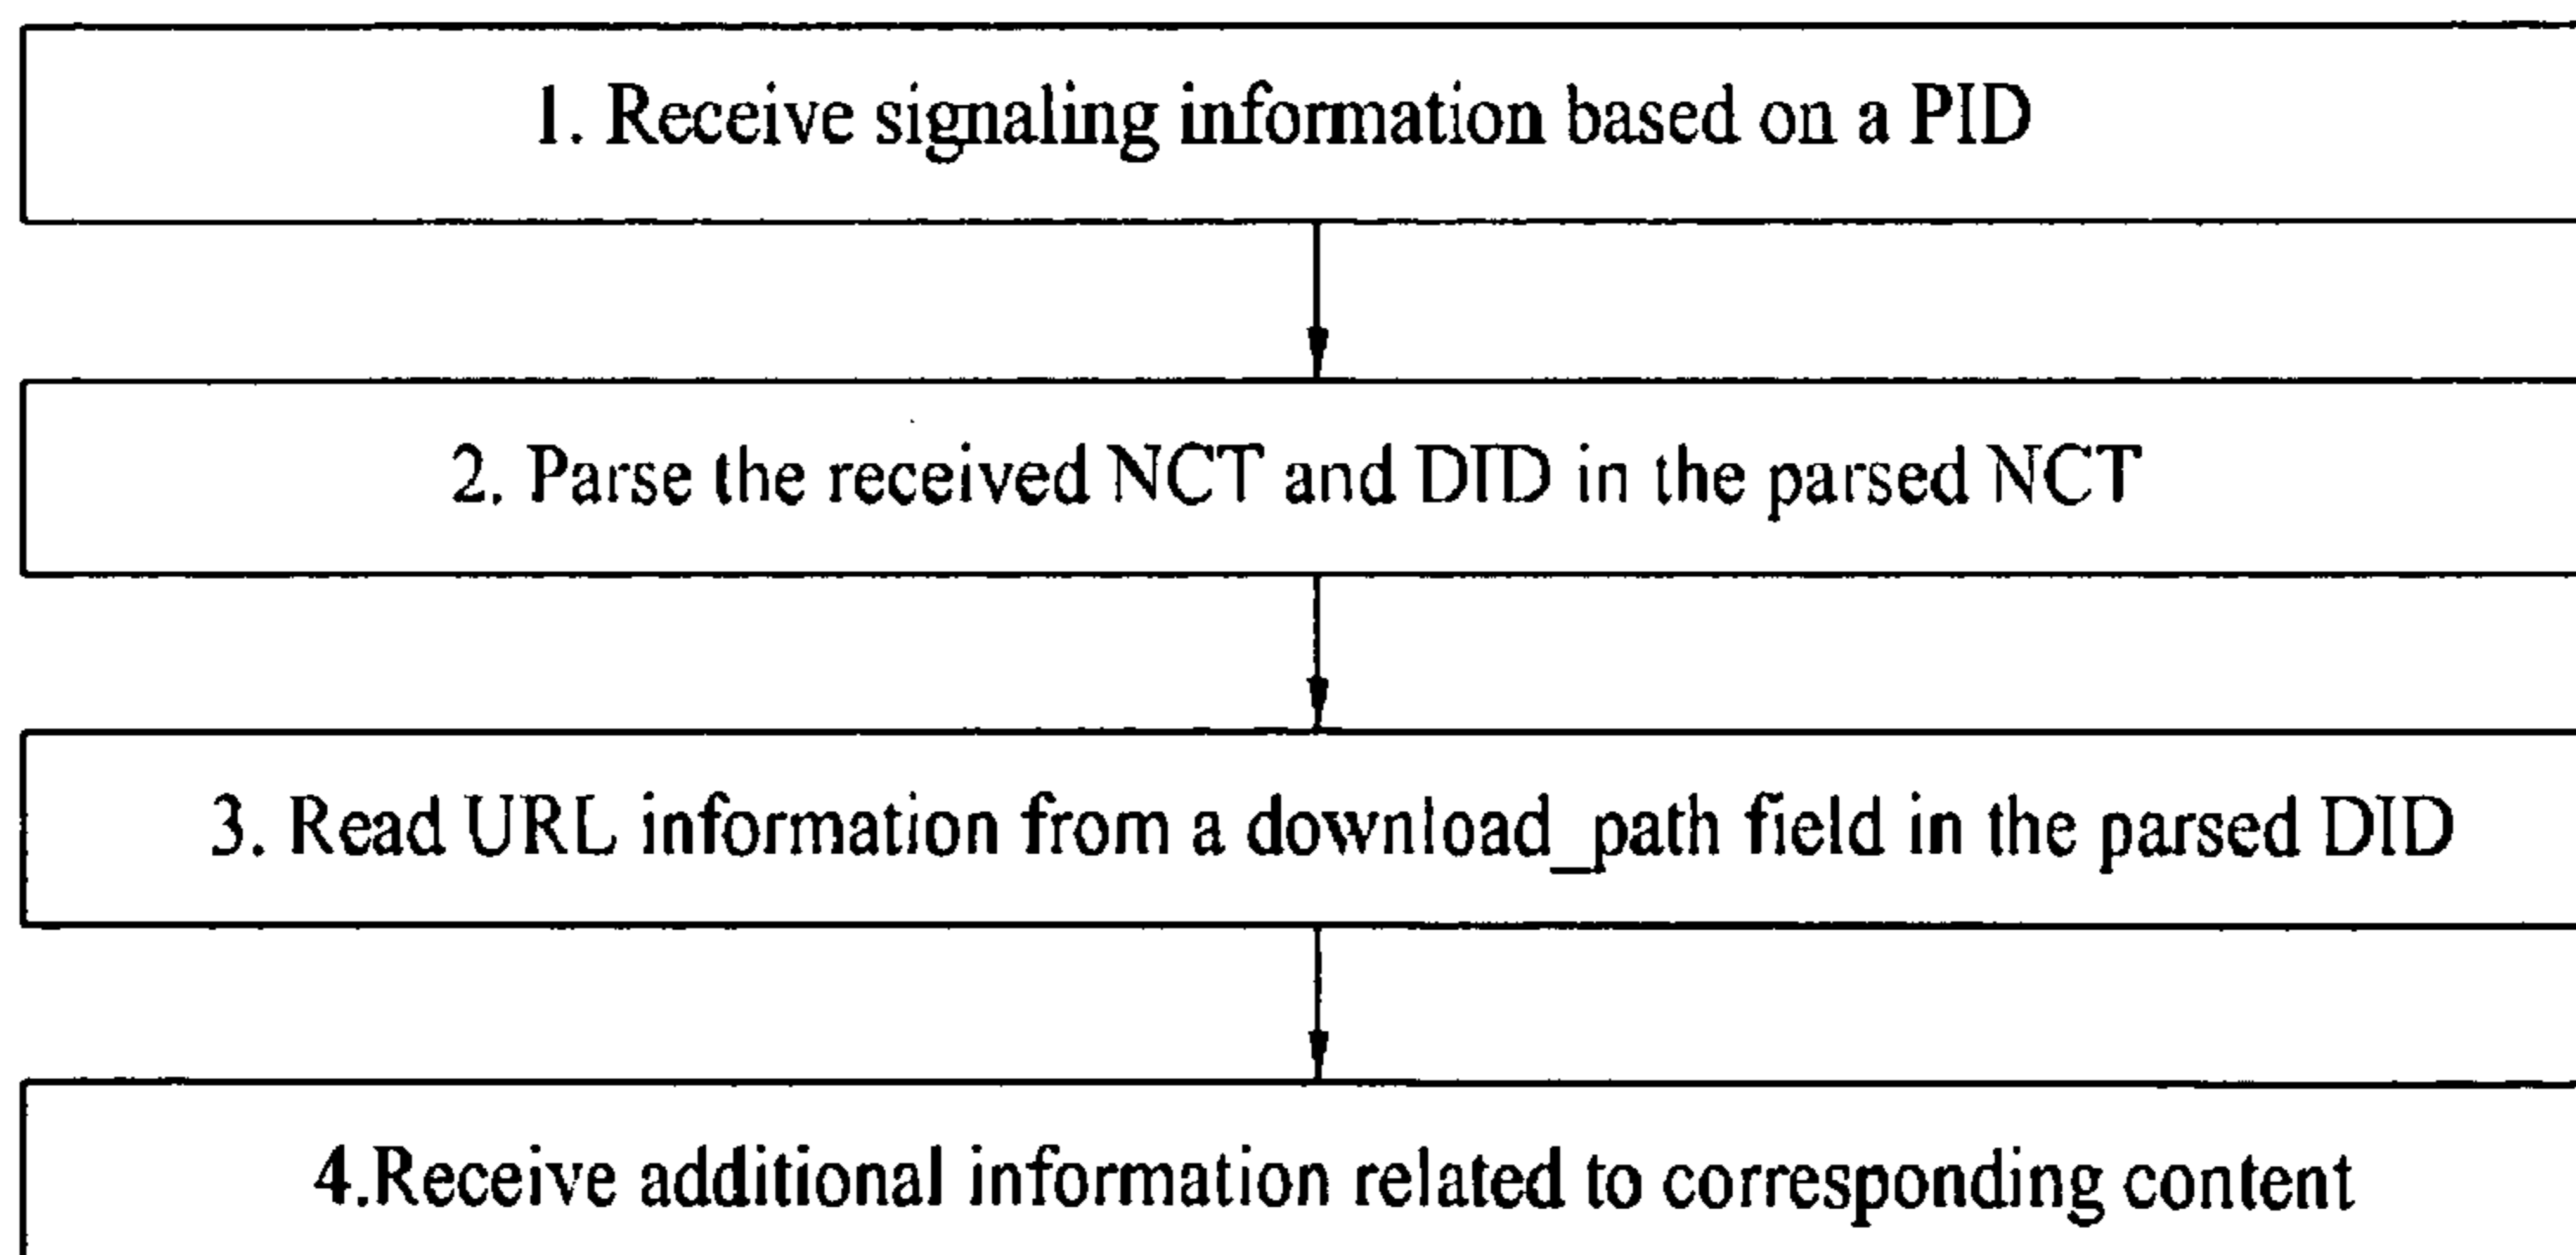 1. Receive signaling information based on a PID
2. Parse the received NCT and DID in the parsed NCT
3. Read URL information from a download_path field in the parsed DID
4.Receive additional information related to corresponding content